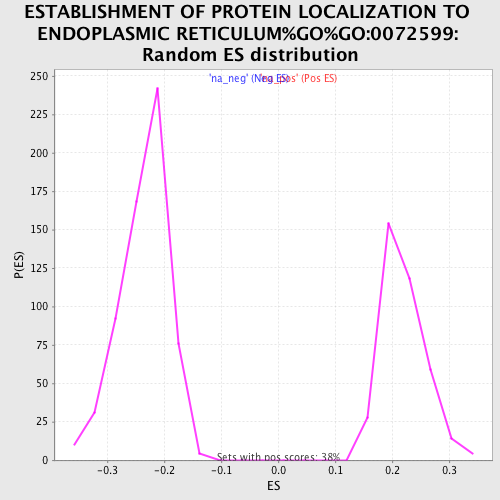 ESTABLISHMENT OF PROTEIN LOCALIZATION TO
ENDOPLASMIC RETICULUM%GO%GO:0072599:
Random ES distribution
'na_neg' (Neg ES)
'na_pos' (Pos ES)
250
225
200
175
150
125
100
75
50
25
0
P(ES)
Sets with pos scores: 38%
-0.3 -0.2 -0.1 0.0 0.1 0.2 0.3
ES